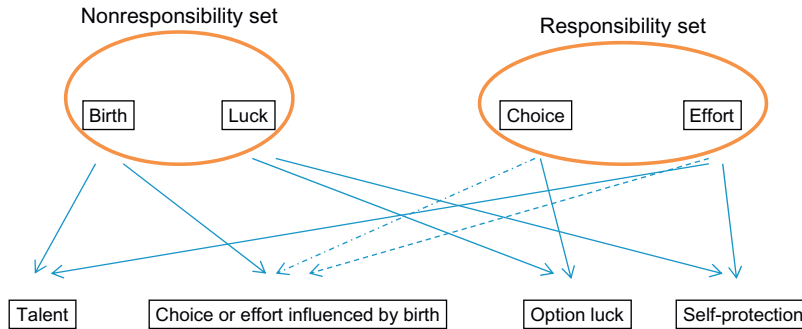 Nonresponsibility set
Responsibility set
Birth
Luck
Choice
Effort
Talent
Choice or effort influenced by birth
Option luck
Self-protection